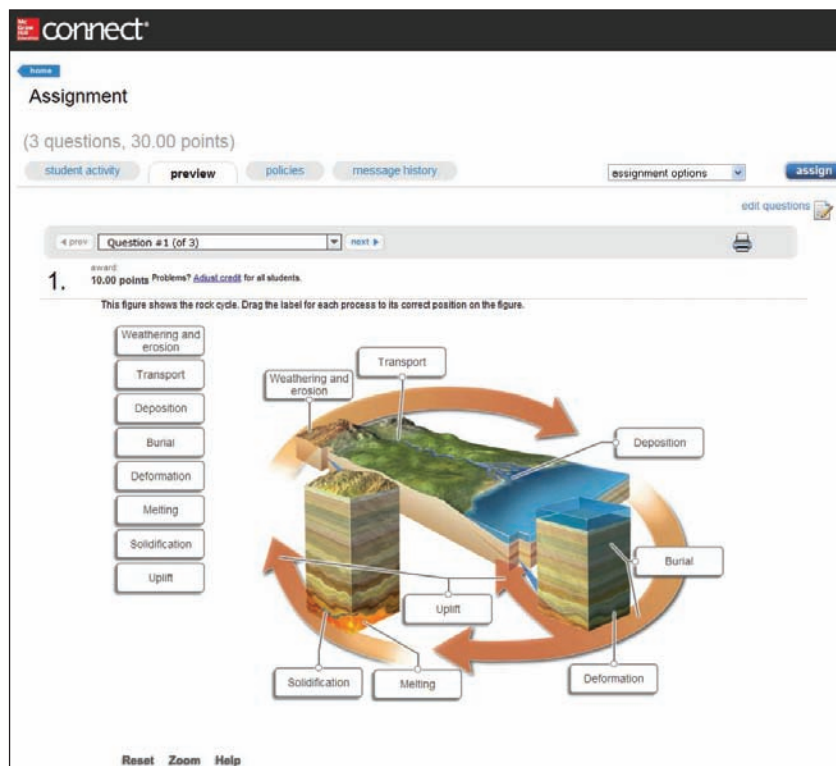 Mc
Graw
Hill
Education
connect®
home
Assignment
(3 questions, 30.00 points)
student activity
preview
policies
message history
assignment options
assign
edit questions
prev
Question #1 (of 3)
next
1.
award:
10.00 points
Problems? Adjust credit for all students.
This figure shows the rock cycle. Drag the label for each process to its correct position on the figure.
Weathering and
erosion
Transport
Deposition
Burial
Deformation
Melting
Solidification
Uplift
Transport
Weathering and
erosion
Deposition
Burial
Uplift
Solidification
Melting
Deformation
Reset Zoom Help